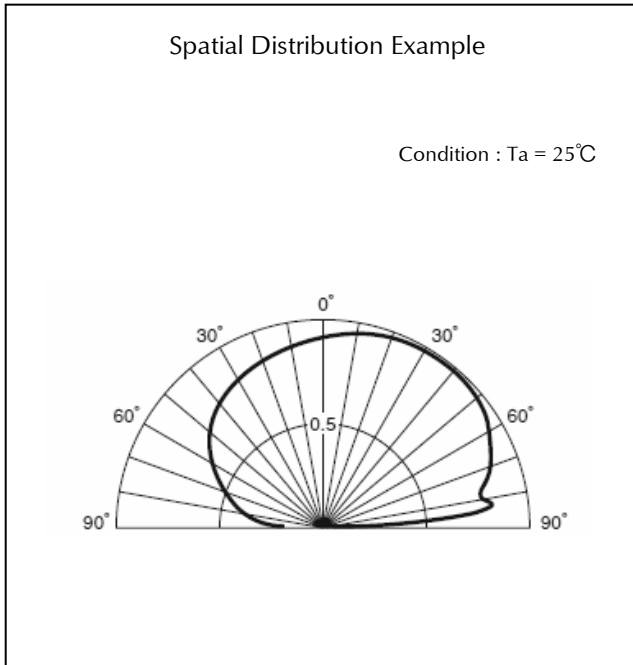 Spatial Distribution Example
Condition : Ta = 25℃
0°
30° 30°
60° 0.5 60°
90° 90°